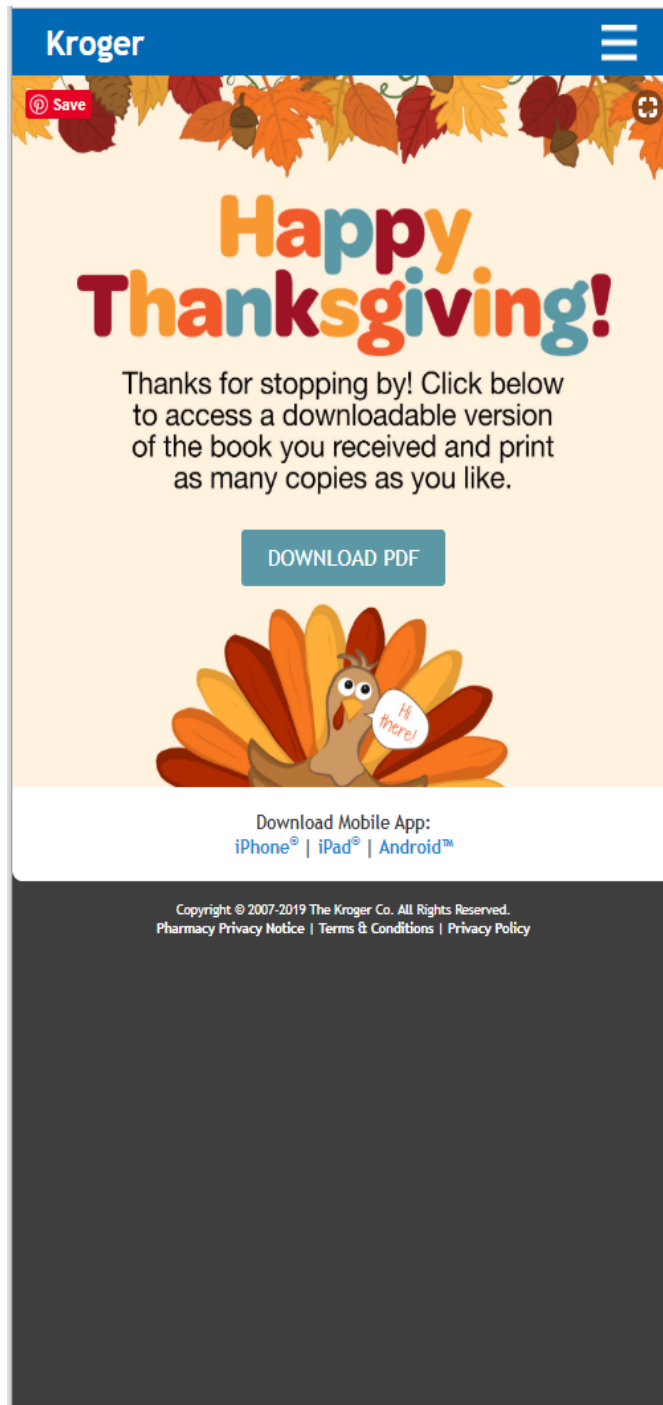 Kroger
Save
Happy
Thanksgiving!
Thanks for stopping by! Click below
to access a downloadable version
of the book you received and print
as many copies as you like.
DOWNLOAD PDF
Hi
there!
Download Mobile App:
iPhone® | iPad® | Android™
Copyright © 2007-2019 The Kroger Co. All Rights Reserved.
Pharmacy Privacy Notice | Terms & Conditions | Privacy Policy